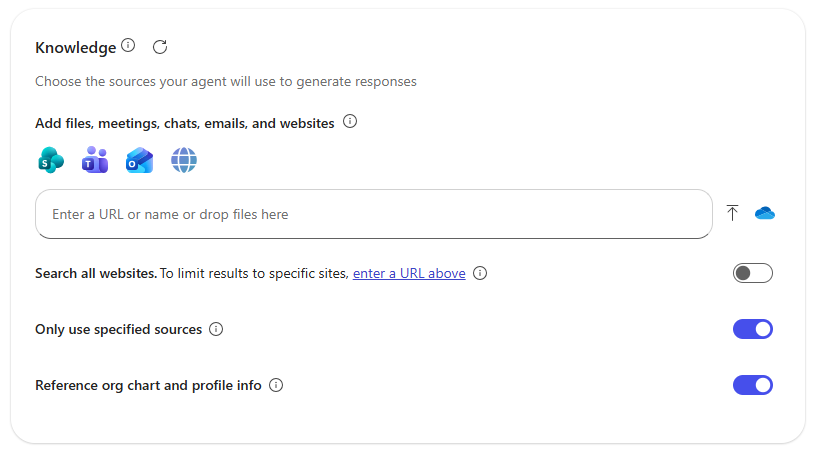 Knowledge
Choose the sources your agent will use to generate responses
Add files, meetings, chats, emails, and websites
S T O
Enter a URL or name or drop files here
Search all websites. To limit results to specific sites, enter a URL above
Only use specified sources
Reference org chart and profile info